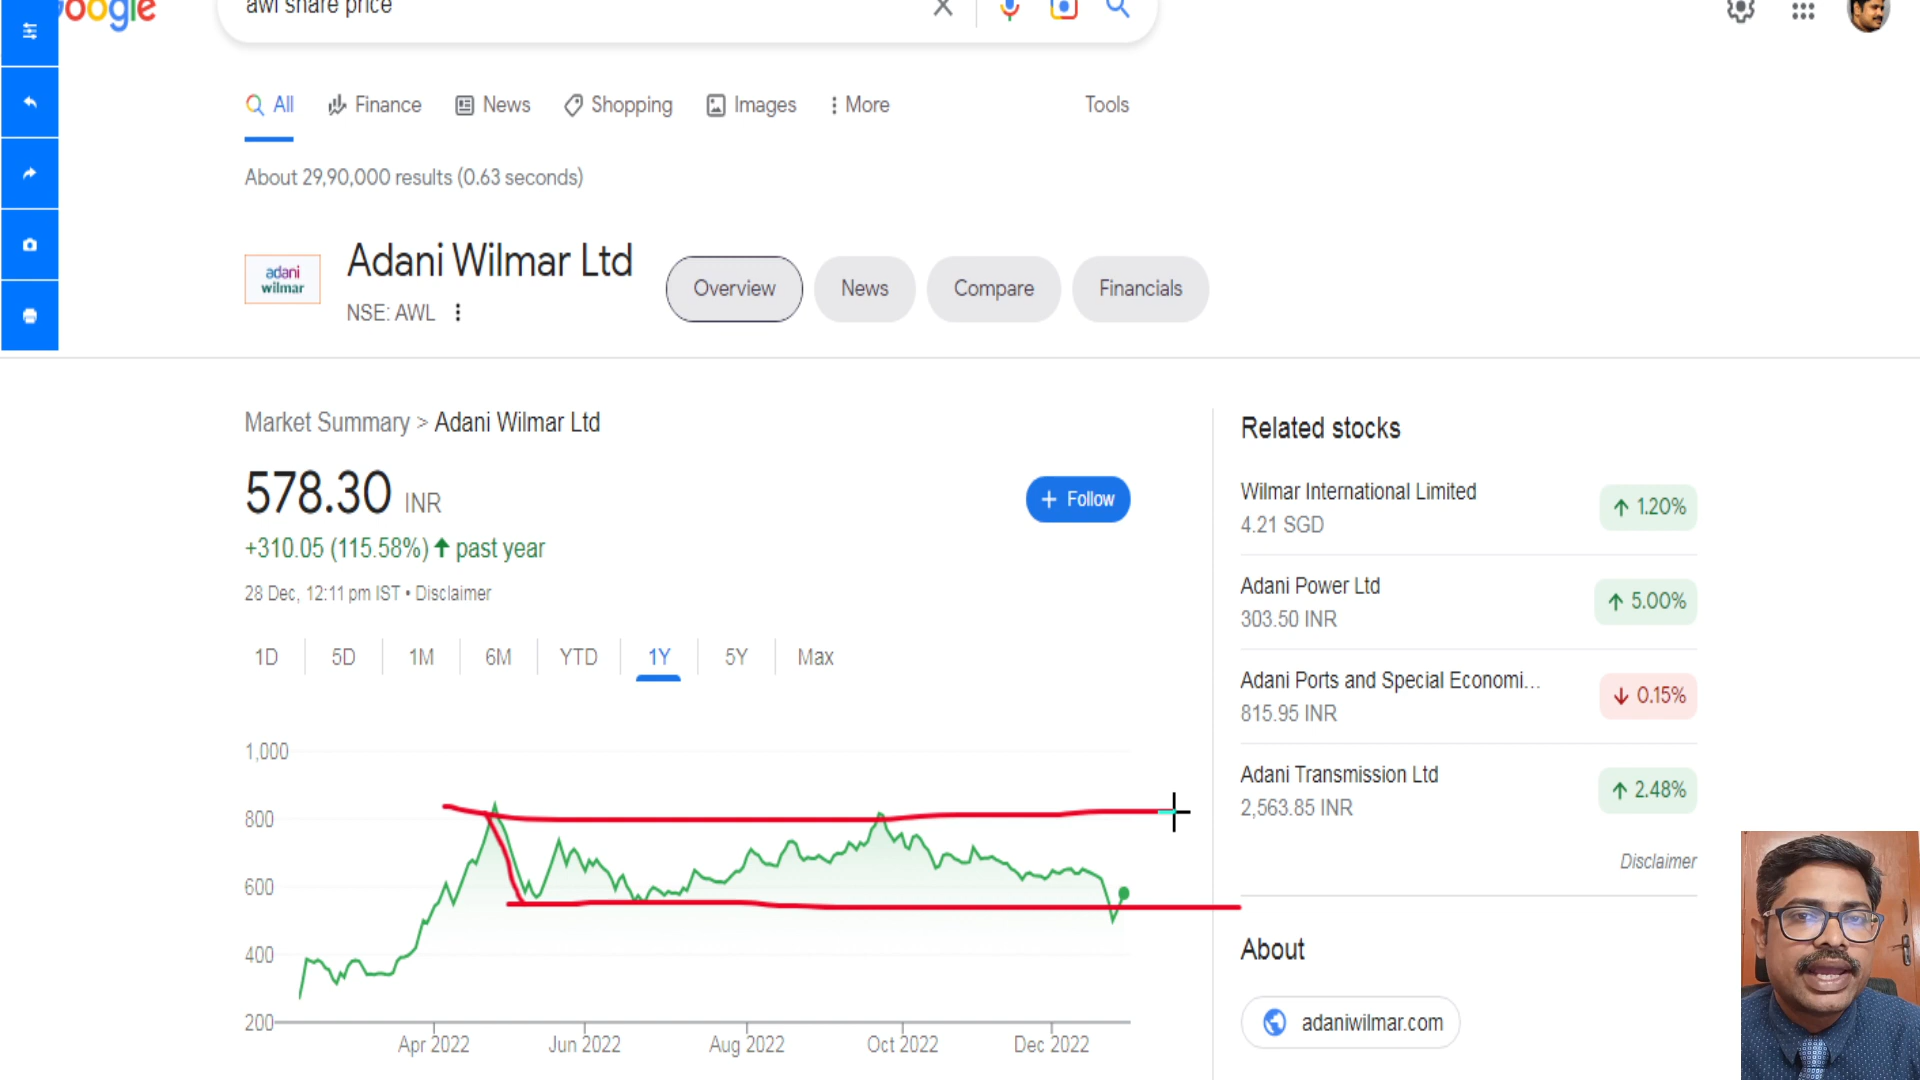 Google
awl share price
All
Finance
News
Shopping
Images
More
Tools
About 29,90,000 results (0.63 seconds)
adani
wilmar
Adani Wilmar Ltd
NSE: AWL
Overview
News
Compare
Financials
Market Summary > Adani Wilmar Ltd
578.30 INR
+310.05 (115.58%) ↑ past year
28 Dec, 12:11 pm IST • Disclaimer
+ Follow
1D
5D
1M
6M
YTD
1Y
5Y
Max
1,000
800
600
400
200
Apr 2022
Jun 2022
Aug 2022
Oct 2022
Dec 2022
Related stocks
Wilmar International Limited
4.21 SGD
↑ 1.20%
Adani Power Ltd
303.50 INR
↑ 5.00%
Adani Ports and Special Economi...
815.95 INR
↓ 0.15%
Adani Transmission Ltd
2,563.85 INR
↑ 2.48%
Disclaimer
About
adaniwilmar.com